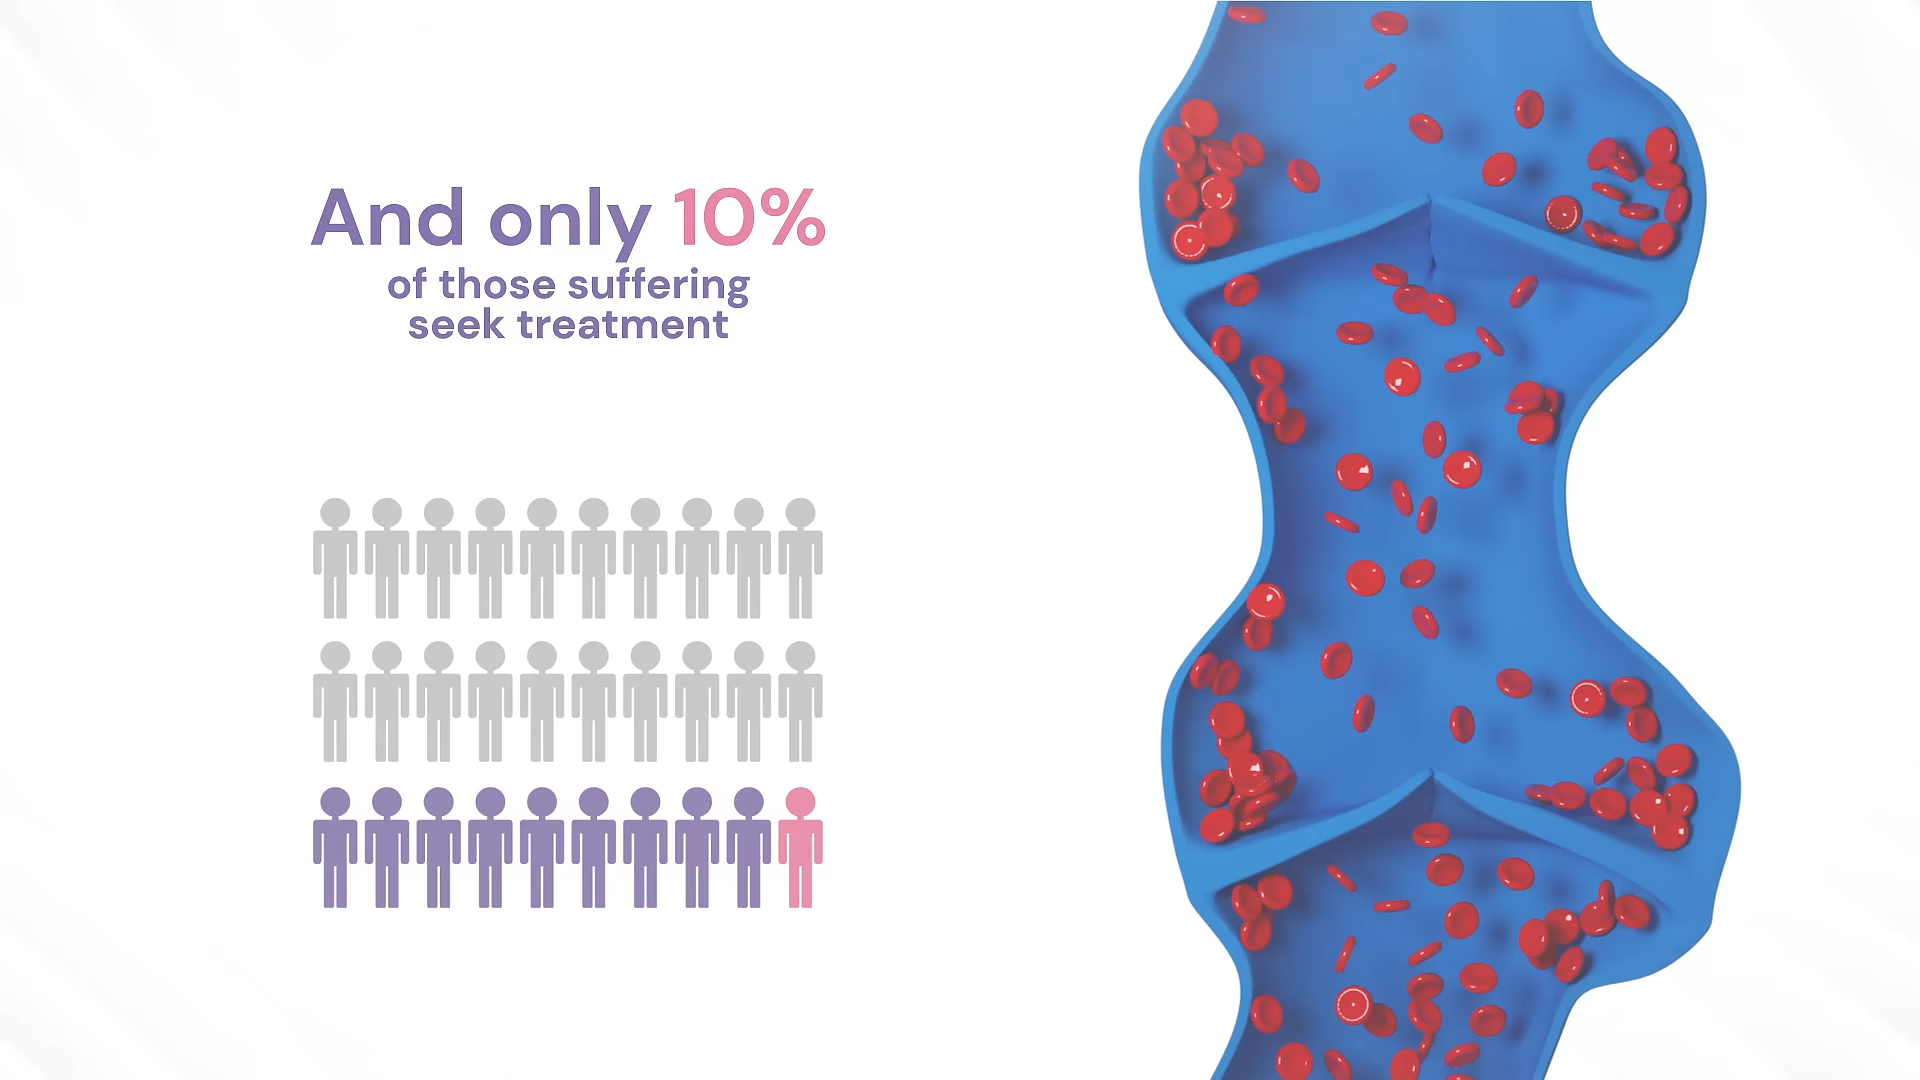 And only 10%
of those suffering
seek treatment